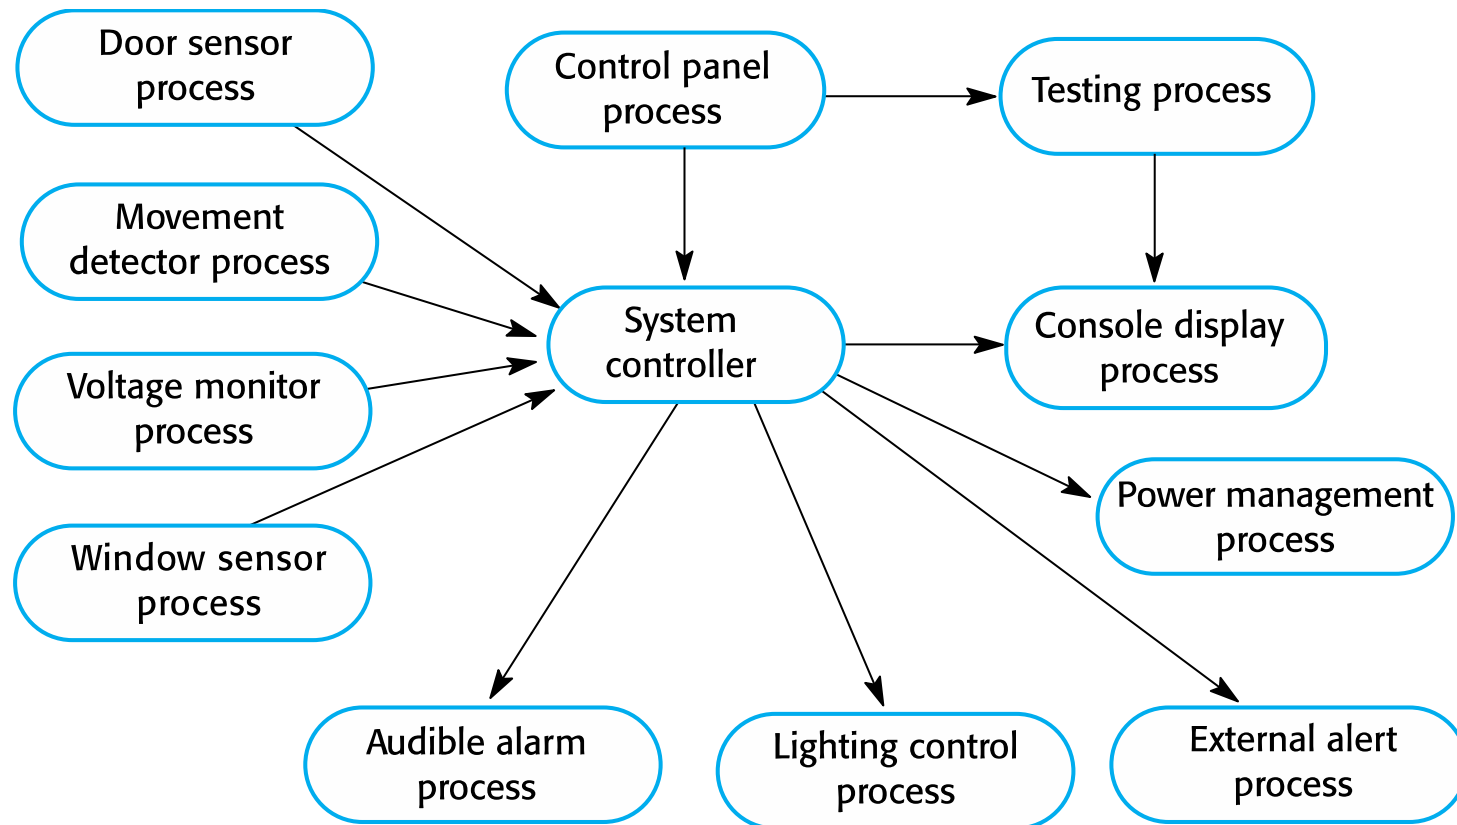 Door sensor
process
Control panel
process
Testing process
Movement
detector process
System
controller
Console display
process
Voltage monitor
process
Power management
process
Window sensor
process
Audible alarm
process
Lighting control
process
External alert
process